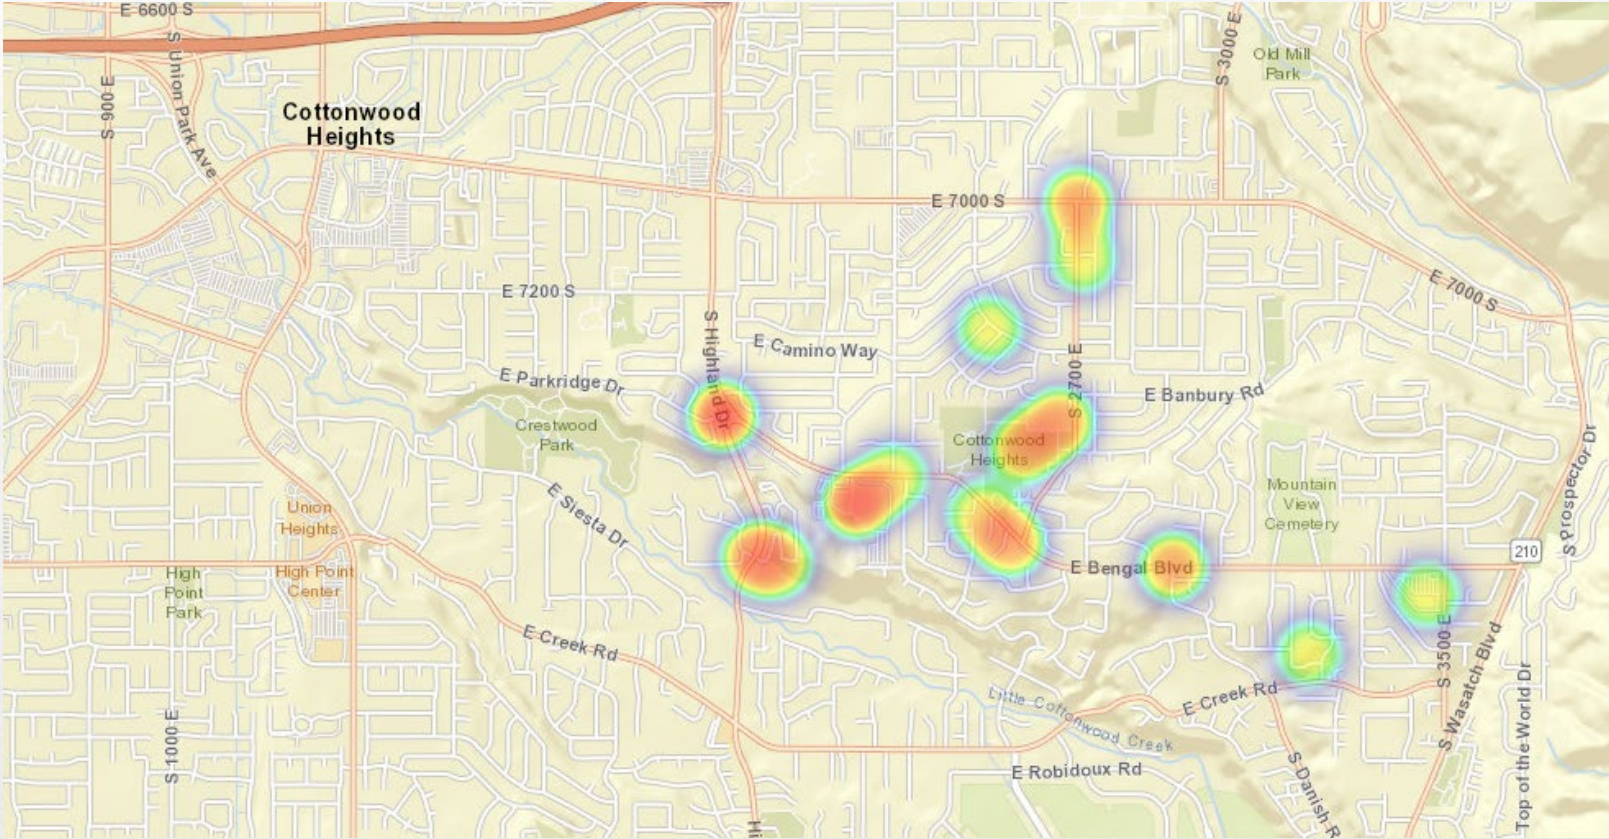 E 6600 S
S Union Park Ave
S 900 E
Cottonwood
Heights
S 3000 E
Old Mill
Park
E 7000 S
E 7000 S
E 7200 S
S Highland Dr
E Camino Way
E Parkridge Dr
S 2700 E
E Banbury Rd
Crestwood
Park
Cottonwood
Heights
S Prospector Dr
Mountain
View
Cemetery
E Siesta Dr
Union
Heights
210
High
Point
Park
High Point
Center
E Bengal Blvd
E Creek Rd
S 3500 E
S Wasatch Blvd
E Creek Rd
Top of the World Dr
Little Cottonwood Creek
S 1000 E
E Robidoux Rd
S Danish R
Hi